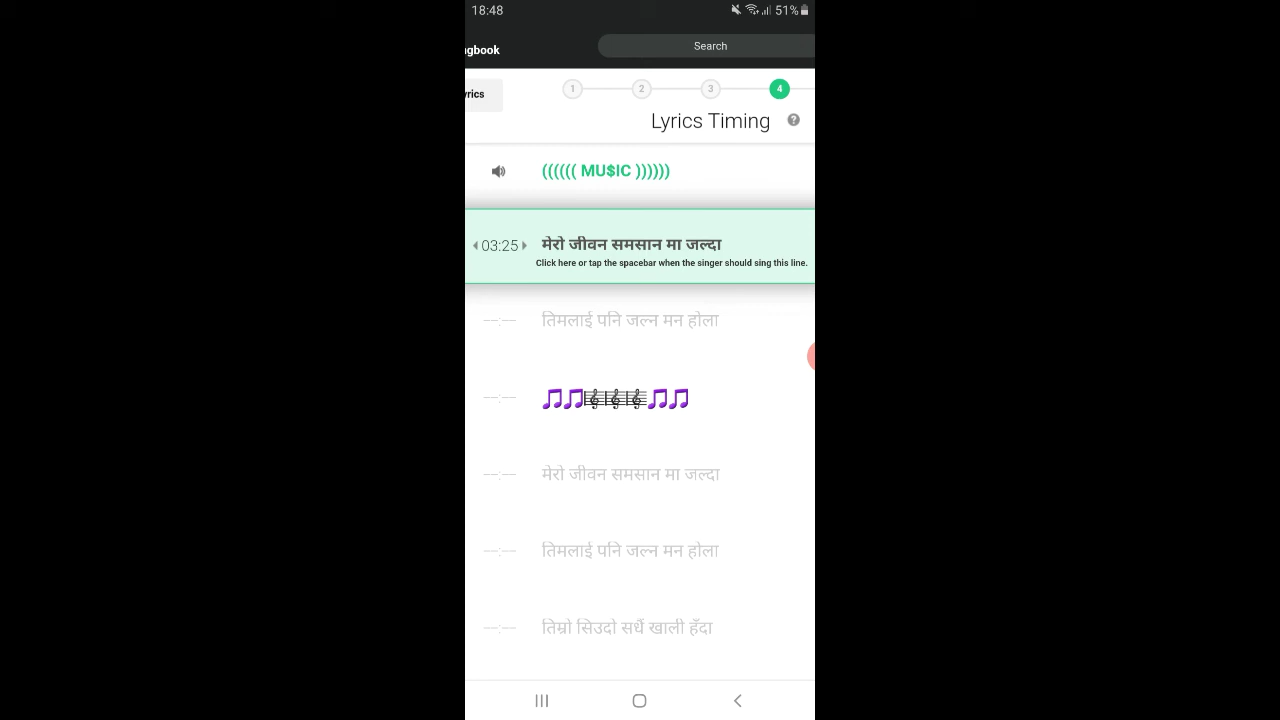 18:48 51%
gbook Search
yrics 1 2 3 4
Lyrics Timing ?
(((((( MU$IC ))))))
03:25 मेरो जीवन समसान मा जल्दा
Click here or tap the spacebar when the singer should sing this line.
--:-- तिमलाई पनि जल्न मन होला
--:-- 🎵🎵🎼🎼🎼🎵🎵
--:-- मेरो जीवन समसान मा जल्दा
--:-- तिमलाई पनि जल्न मन होला
--:-- तिम्रो सिउदो सधैं खाली हँदा